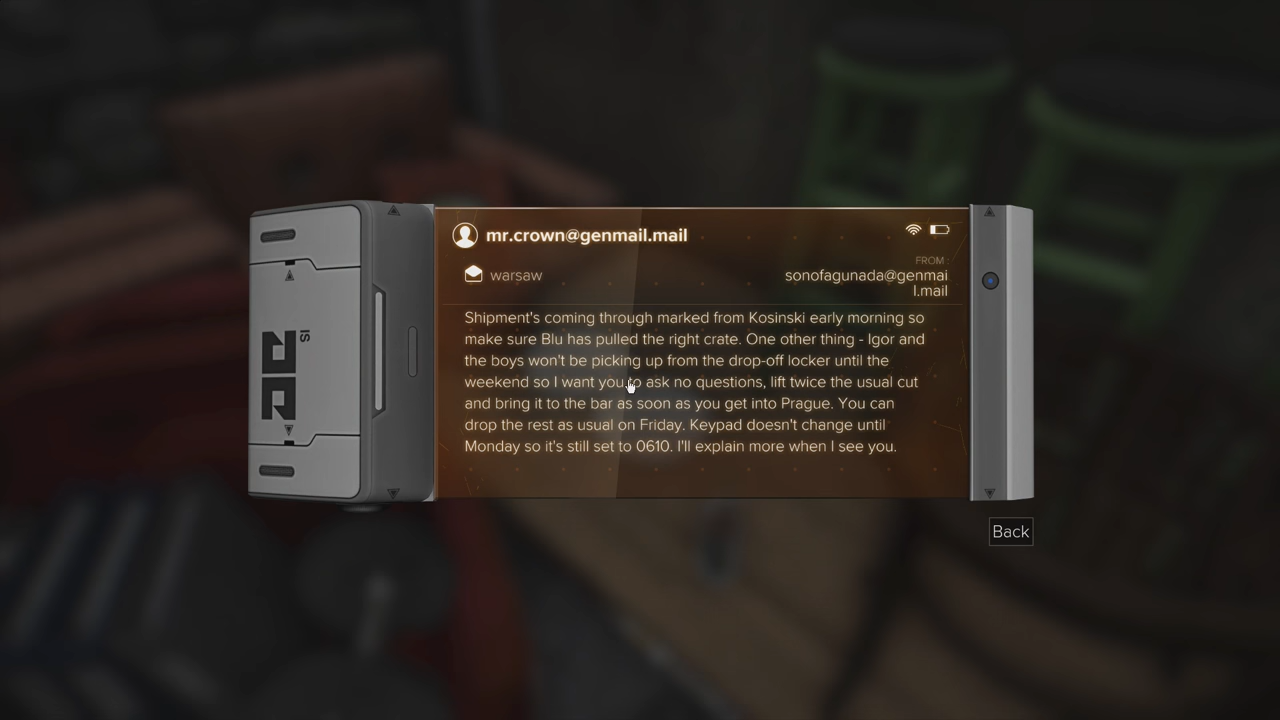 mr.crown@genmail.mail
warsaw
FROM :
sonofagunada@genmai
l.mail
Shipment's coming through marked from Kosinski early morning so
make sure Blu has pulled the right crate. One other thing - Igor and
the boys won't be picking up from the drop-off locker until the
weekend so I want you to ask no questions, lift twice the usual cut
and bring it to the bar as soon as you get into Prague. You can
drop the rest as usual on Friday. Keypad doesn't change until
Monday so it's still set to 0610. I'll explain more when I see you.
IS
Back